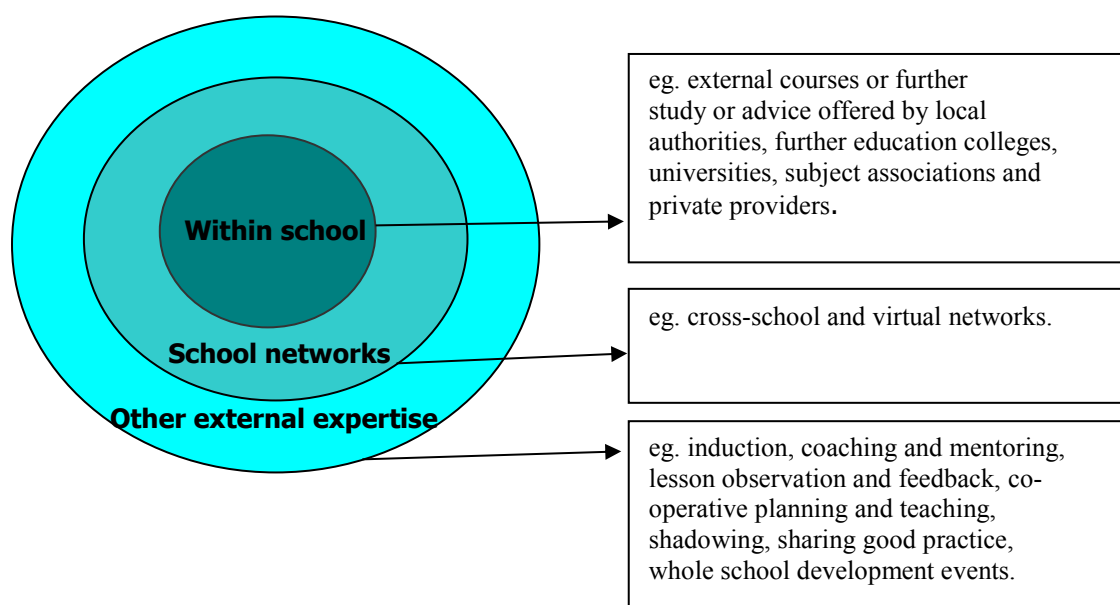 Within school
School networks
Other external expertise
eg. external courses or further
study or advice offered by local
authorities, further education colleges,
universities, subject associations and
private providers.
eg. cross-school and virtual networks.
eg. induction, coaching and mentoring,
lesson observation and feedback, co-
operative planning and teaching,
shadowing, sharing good practice,
whole school development events.